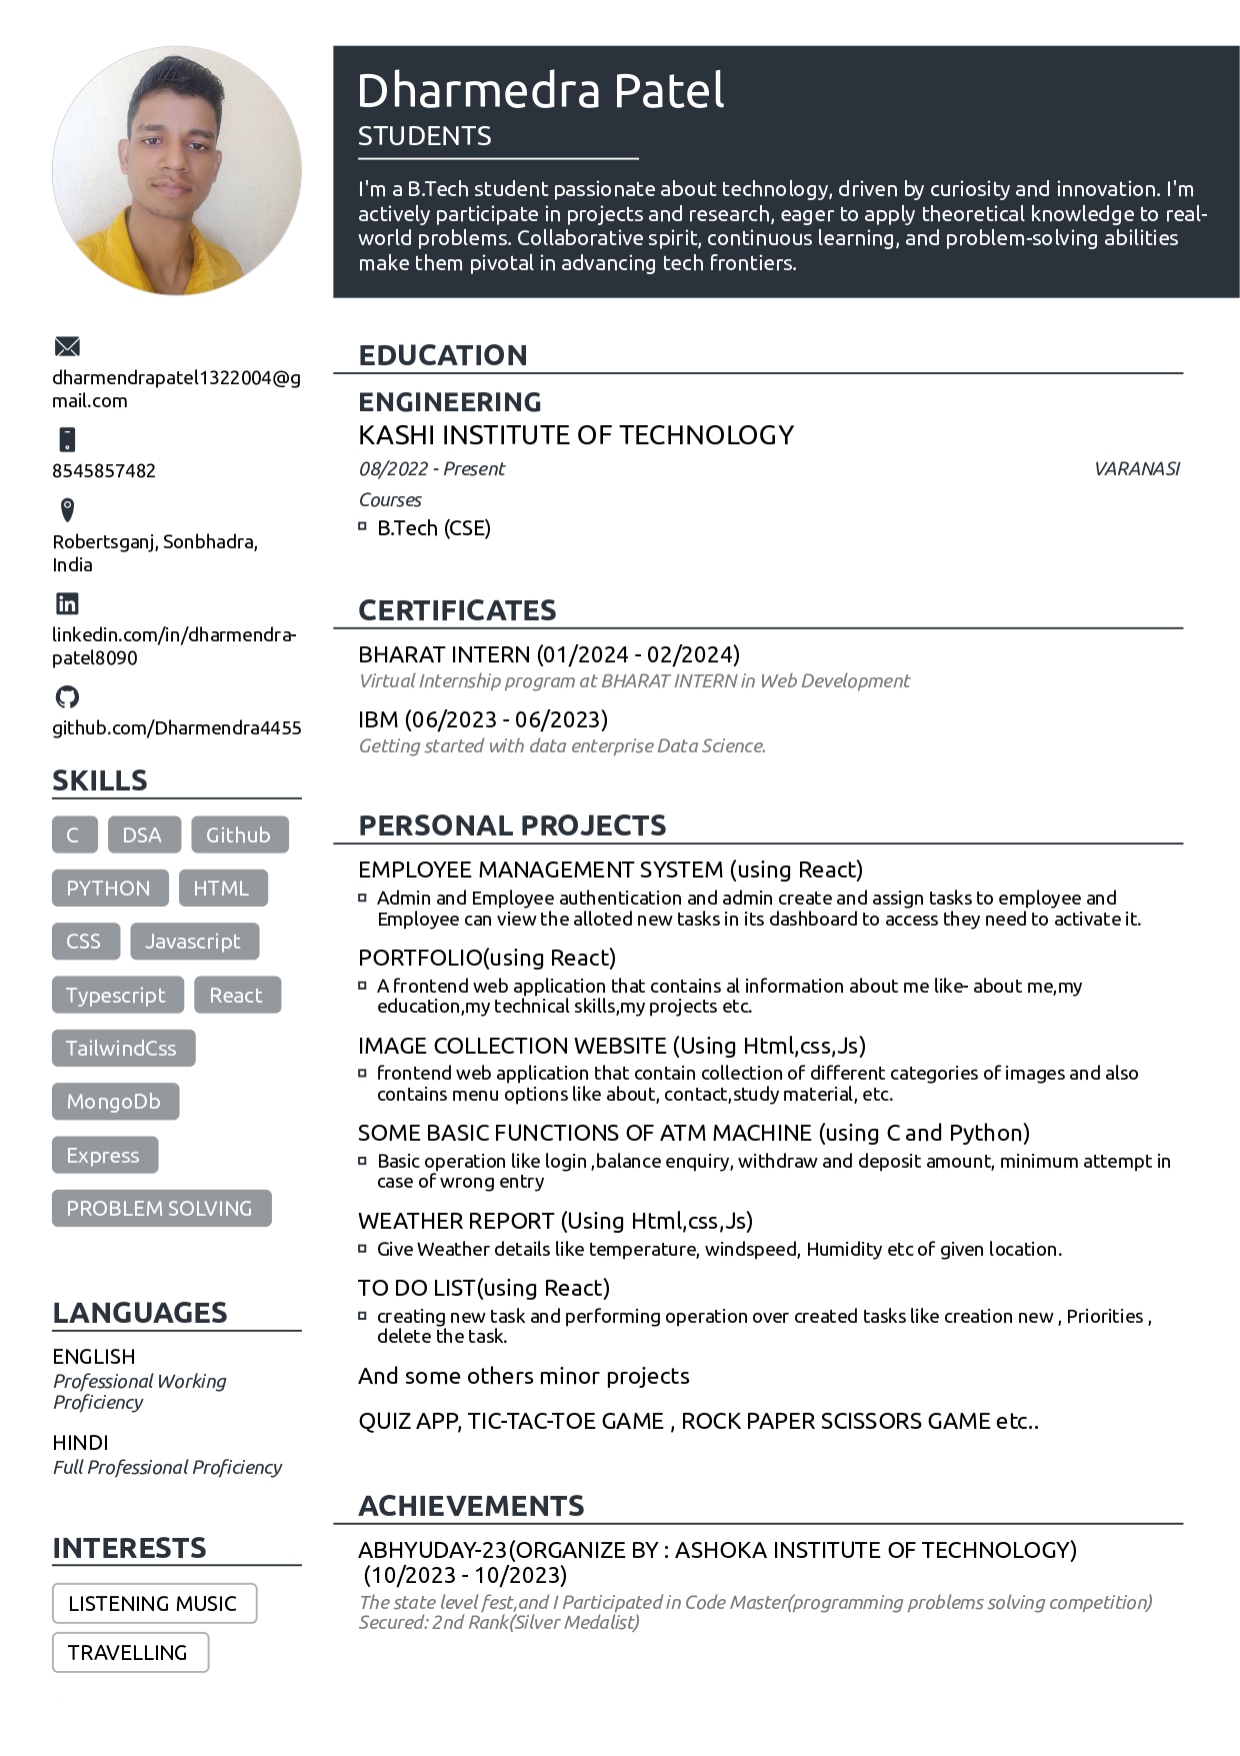 Dharmedra Patel
STUDENTS
I'm a B.Tech student passionate about technology, driven by curiosity and innovation. I'm
actively participate in projects and research, eager to apply theoretical knowledge to real-
world problems. Collaborative spirit, continuous learning, and problem-solving abilities
make them pivotal in advancing tech frontiers.
dharmendrapatel1322004@g
mail.com
8545857482
Robertsganj, Sonbhadra,
India
linkedin.com/in/dharmendra-
patel8090
github.com/Dharmendra4455
SKILLS
C DSA Github
PYTHON HTML
CSS Javascript
Typescript React
TailwindCss
MongoDb
Express
PROBLEM SOLVING
LANGUAGES
ENGLISH
Professional Working
Proficiency
HINDI
Full Professional Proficiency
INTERESTS
LISTENING MUSIC
TRAVELLING
EDUCATION
ENGINEERING
KASHI INSTITUTE OF TECHNOLOGY
08/2022 - Present VARANASI
Courses
B.Tech (CSE)
CERTIFICATES
BHARAT INTERN (01/2024 - 02/2024)
Virtual Internship program at BHARAT INTERN in Web Development
IBM (06/2023 - 06/2023)
Getting started with data enterprise Data Science.
PERSONAL PROJECTS
EMPLOYEE MANAGEMENT SYSTEM (using React)
Admin and Employee authentication and admin create and assign tasks to employee and
Employee can view the alloted new tasks in its dashboard to access they need to activate it.
PORTFOLIO(using React)
A frontend web application that contains al information about me like- about me,my
education,my technical skills,my projects etc.
IMAGE COLLECTION WEBSITE (Using Html,css,Js)
frontend web application that contain collection of different categories of images and also
contains menu options like about, contact,study material, etc.
SOME BASIC FUNCTIONS OF ATM MACHINE (using C and Python)
Basic operation like login ,balance enquiry, withdraw and deposit amount, minimum attempt in
case of wrong entry
WEATHER REPORT (Using Html,css,Js)
Give Weather details like temperature, windspeed, Humidity etc of given location.
TO DO LIST(using React)
creating new task and performing operation over created tasks like creation new , Priorities ,
delete the task.
And some others minor projects
QUIZ APP, TIC-TAC-TOE GAME , ROCK PAPER SCISSORS GAME etc..
ACHIEVEMENTS
ABHYUDAY-23(ORGANIZE BY : ASHOKA INSTITUTE OF TECHNOLOGY)
(10/2023 - 10/2023)
The state level fest,and I Participated in Code Master(programming problems solving competition)
Secured: 2nd Rank(Silver Medalist)